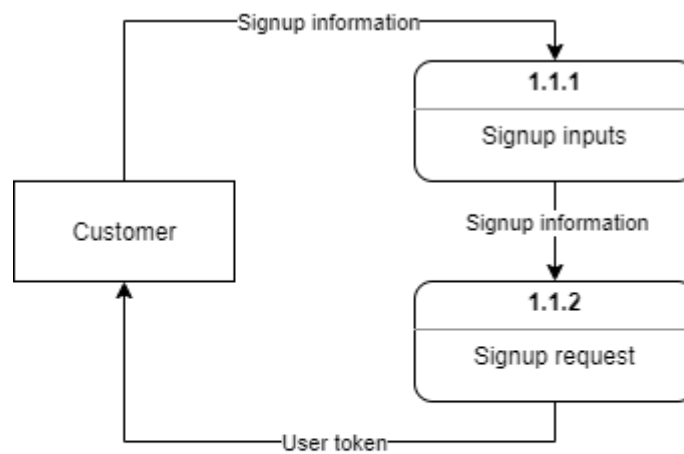 Signup information
1.1.1
Signup inputs
Customer
Signup information
1.1.2
Signup request
User token